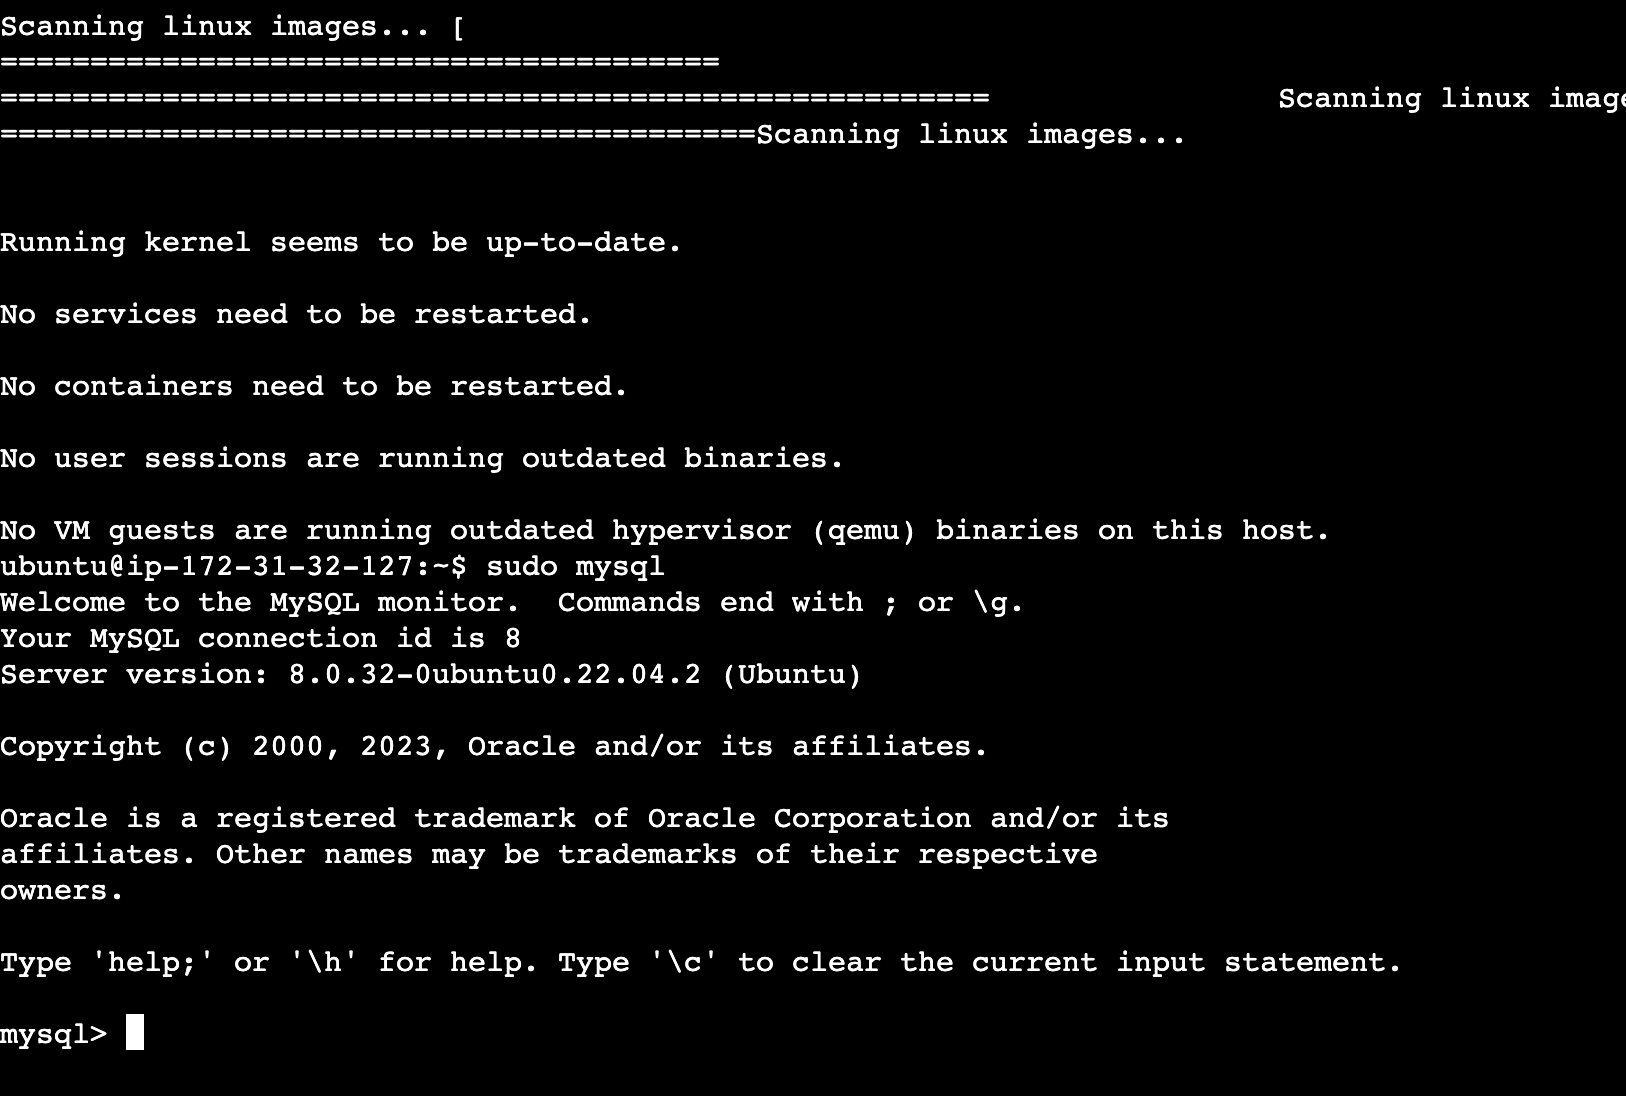 Scanning linux images... [
========================================
=======================================================                Scanning linux image
==========================================Scanning linux images...
Running kernel seems to be up-to-date.
No services need to be restarted.
No containers need to be restarted.
No user sessions are running outdated binaries.
No VM guests are running outdated hypervisor (qemu) binaries on this host.
ubuntu@ip-172-31-32-127:~$ sudo mysql
Welcome to the MySQL monitor.  Commands end with ; or \g.
Your MySQL connection id is 8
Server version: 8.0.32-0ubuntu0.22.04.2 (Ubuntu)
Copyright (c) 2000, 2023, Oracle and/or its affiliates.
Oracle is a registered trademark of Oracle Corporation and/or its
affiliates. Other names may be trademarks of their respective
owners.
Type 'help;' or '\h' for help. Type '\c' to clear the current input statement.
mysql>